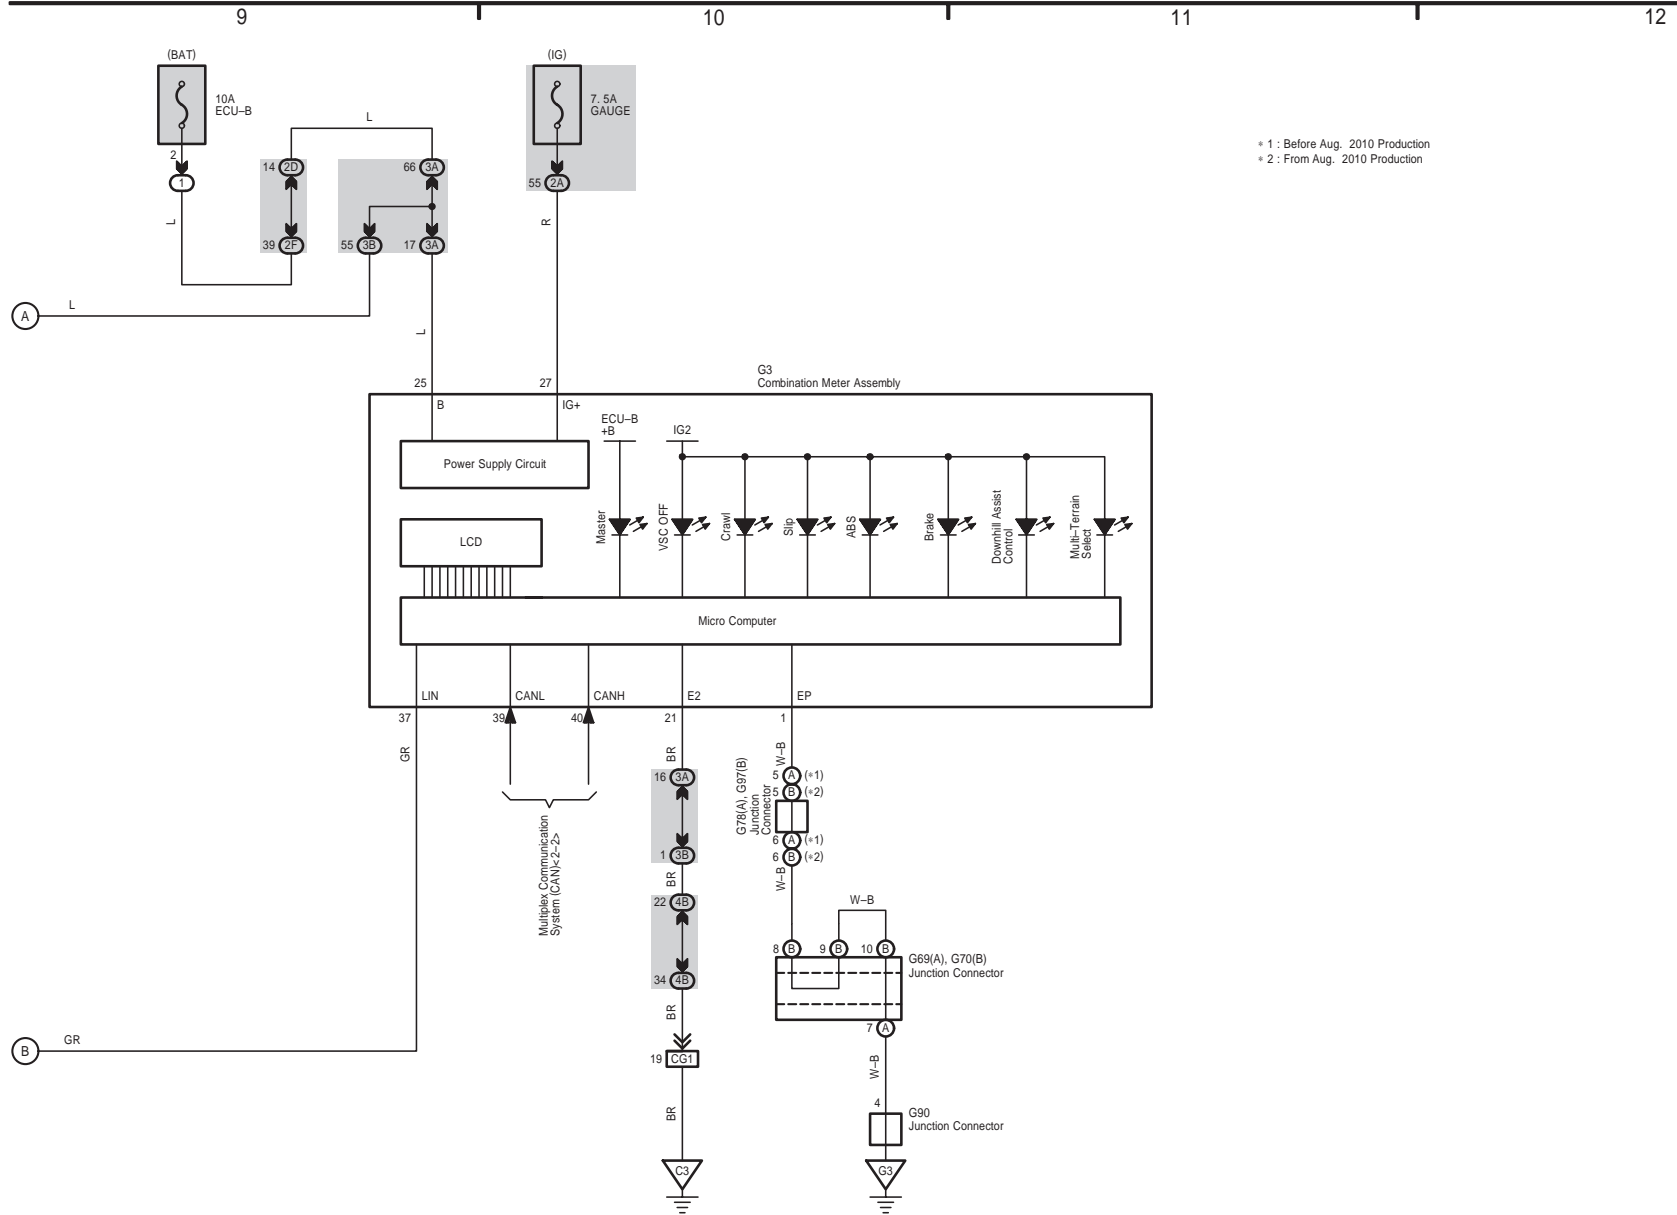 9
10
11
12
(BAT)
10A
ECU–B
2
1
L
14 2D
39 2F
L
66 3A
55 3B
17 3A
(IG)
7. 5A
GAUGE
55 2A
R
* 1 : Before Aug. 2010 Production
* 2 : From Aug. 2010 Production
A
L
L
25
27
G3
Combination Meter Assembly
B
IG+
ECU–B
+B
IG2
Power Supply Circuit
LCD
Master
VSC OFF
Crawl
Slip
ABS
Brake
Downhill Assist
Control
Multi–Terrain
Select
Micro Computer
LIN
CANL
CANH
E2
EP
37
39
40
21
1
GR
BR
W–B
16 3A
1 3B
BR
22 4B
34 4B
BR
19 CG1
BR
C3
Multiplex Communication
System (CAN)<2–2>
G78(A), G97(B)
Junction
Connector
5 A (*1)
5 B (*2)
6 A (*1)
6 B (*2)
W–B
W–B
8 B
9 B
10 B
G69(A), G70(B)
Junction Connector
7 A
W–B
4
G90
Junction Connector
G3
B
GR